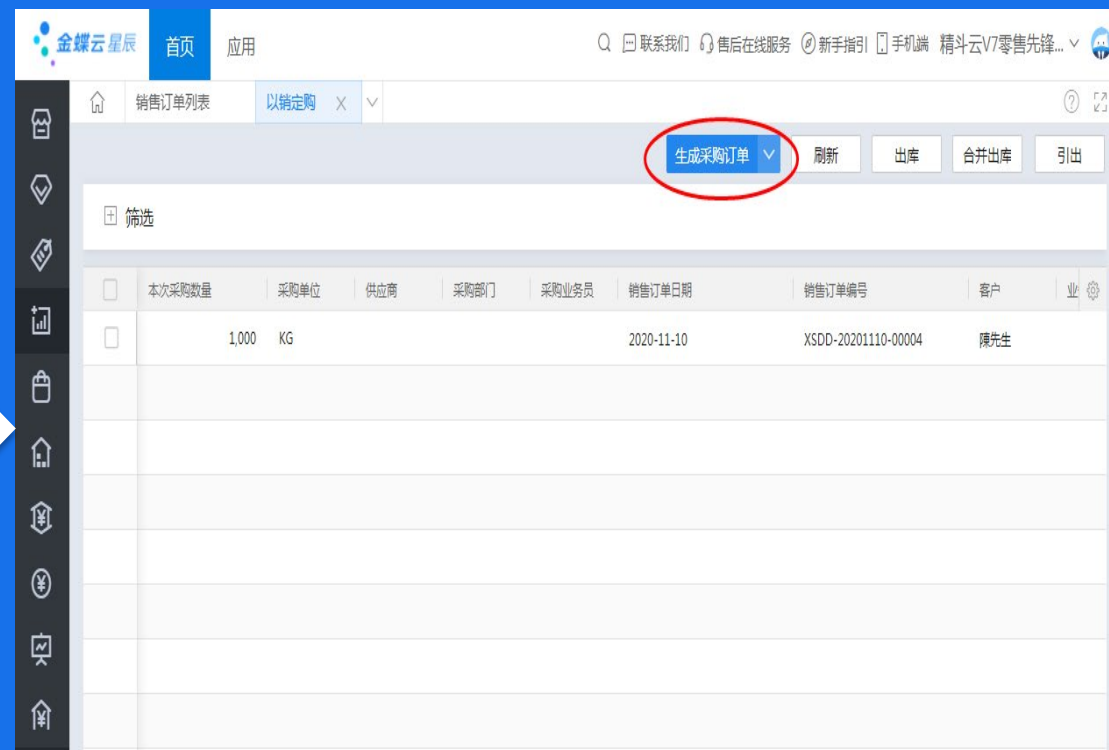 金蝶云星辰 首页 应用 联系我们 售后在线服务 新手指引 手机端 精斗云V7零售先锋...
销售订单列表 以销定购
生成采购订单 刷新 出库 合并出库 引出
筛选
本次采购数量 采购单位 供应商 采购部门 采购业务员 销售订单日期 销售订单编号 客户 业
1,000 KG 2020-11-10 XSDD-20201110-00004 陳先生